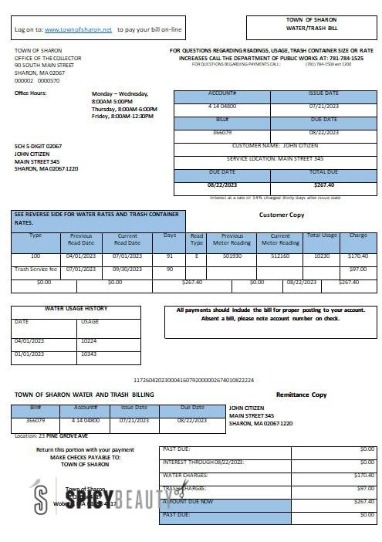 TOWN OF SHARON
WATER/TRASH BILL
Log on to: www.townofsharon.net to pay your bill on-line
TOWN OF SHARON
OFFICE OF THE COLLECTOR
90 SOUTH MAIN STREET
SHARON, MA 02067
000002 0000370
FOR QUESTIONS REGARDING READINGS, USAGE, TRASH CONTAINER SIZE OR RATE
INCREASES CALL THE DEPARTMENT OF PUBLIC WORKS AT: 781-784-1525
FOR QUESTIONS REGARDING PAYMENTS CALL: (781) 784-1500 ext 1200
Office Hours:
Monday – Wednesday,
8:00AM-5:00PM
Thursday, 8:00AM-6:00PM
Friday, 8:00AM-12:30PM
ACCOUNT# ISSUE DATE
4 14 04800 07/21/2023
BILL# DUE DATE
366079 08/22/2023
CUSTOMER NAME: JOHN CITIZEN
SERVICE LOCATION: MAIN STREET 345
DUE DATE TOTAL DUE
08/22/2023 $267.40
Interest at a rate of 14% charged thirty days after issue date
SCH 5-DIGIT 02067
JOHN CITIZEN
MAIN STREET 345
SHARON, MA 02067-1220
SEE REVERSE SIDE FOR WATER RATES AND TRASH CONTAINER
RATES.
Customer Copy
Type Previous Read Date Current Read Date Days Read Type Previous Meter Reading Current Meter Reading Total Usage Charge
100 04/01/2023 07/01/2023 91 E 501930 512160 10230 $170.40
Trash Service fee 07/01/2023 09/30/2023 90 $97.00
$0.00 $0.00 $267.40 $0.00 08/22/2023 $267.40
WATER USAGE HISTORY
DATE USAGE
04/01/2023 10224
01/01/2023 10343
All payments should include the bill for proper posting to your account.
Absent a bill, please note account number on check.
TOWN OF SHARON WATER AND TRASH BILLING
Remittance Copy
Bill# Account# Issue Date Due Date
366079 4 14 04800 07/21/2023 08/22/2023
JOHN CITIZEN
MAIN STREET 345
SHARON, MA 02067-1220
Location: 23 PINE GROVE AVE
Return this portion with your payment
MAKE CHECKS PAYABLE TO:
TOWN OF SHARON
Town of Sharon
PAST DUE: $0.00
INTEREST THROUGH 08/22/2023: $0.00
WATER CHARGES: $170.40
TRASH CHARGES: $97.00
AMOUNT DUE NOW $267.40
PAST DUE: $0.00
BEAUTY